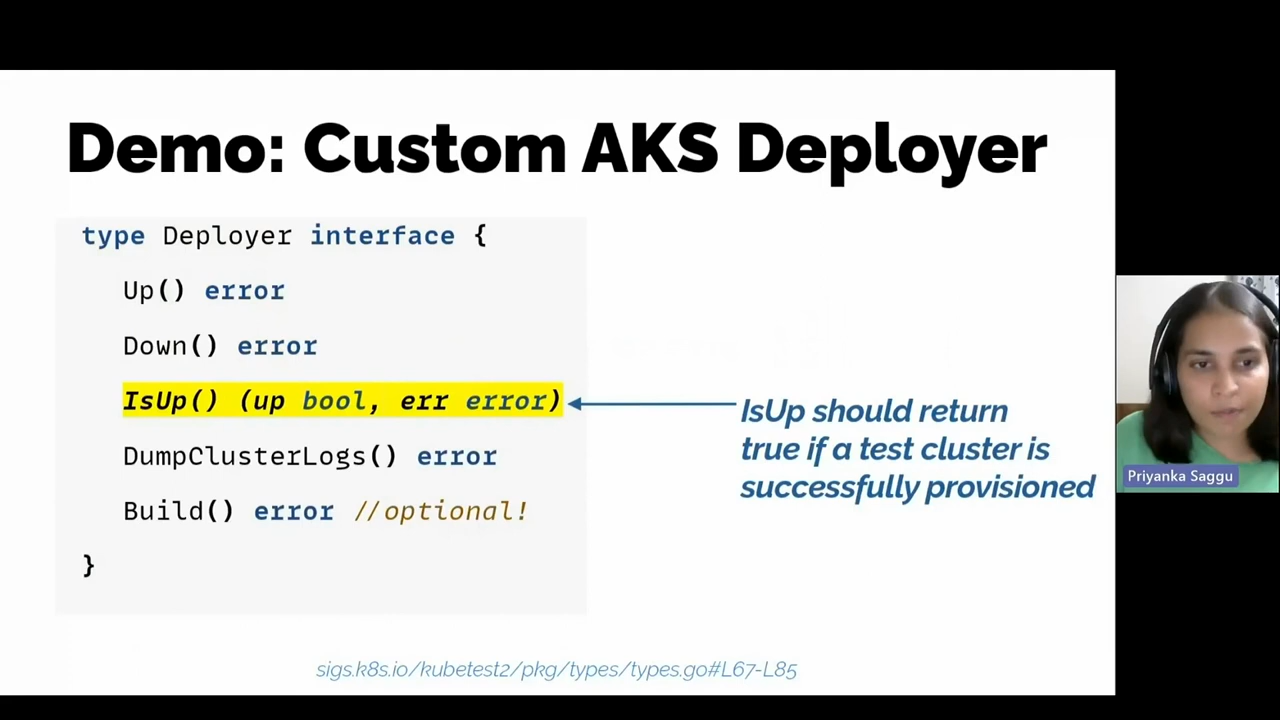 Demo: Custom AKS Deployer
type Deployer interface {
Up() error
Down() error
IsUp() (up bool, err error)
DumpClusterLogs() error
Build() error //optional!
}
IsUp should return
true if a test cluster is
successfully provisioned
sigs.k8s.io/kubetest2/pkg/types/types.go#L67-L85
Priyanka Saggu